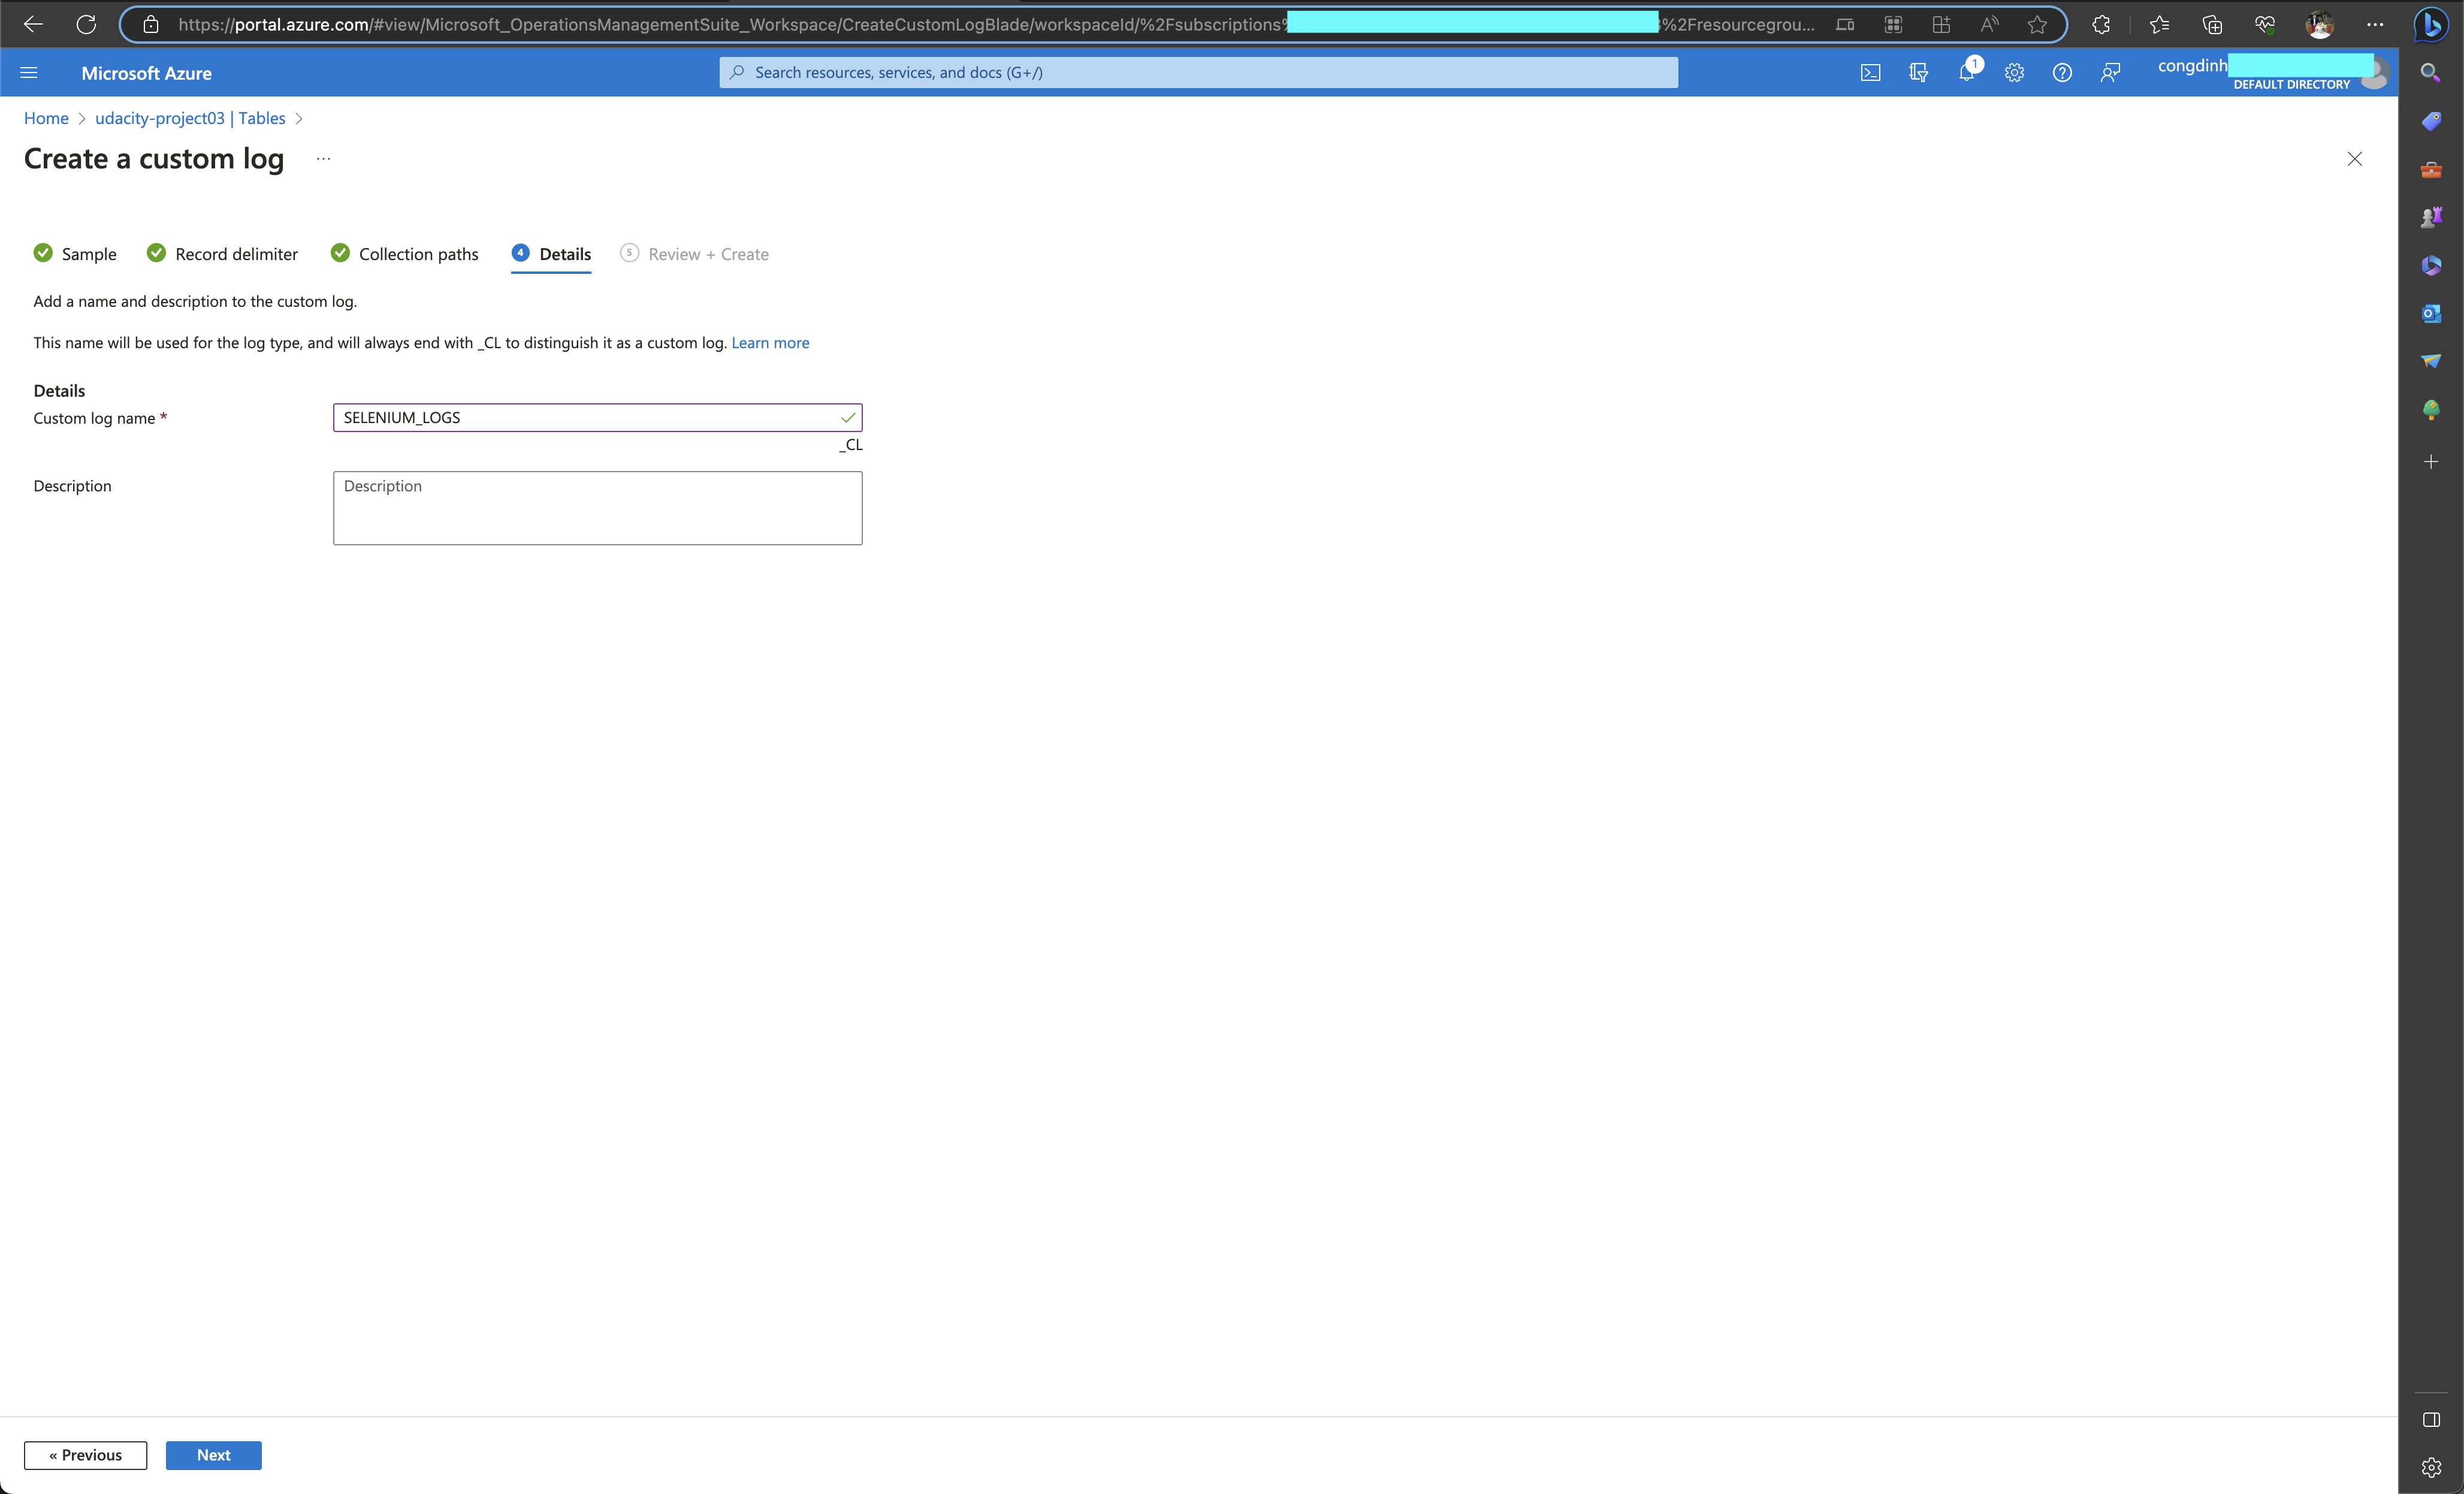 https://portal.azure.com/#view/Microsoft_OperationsManagementSuite_Workspace/CreateCustomLogBlade/workspaceId/%2Fsubscriptions% %2Fresourcegrou...
Microsoft Azure
Search resources, services, and docs (G+/)
1
congdinh
DEFAULT DIRECTORY
Home > udacity-project03 | Tables >
Create a custom log ...
Sample Record delimiter Collection paths 4 Details 5 Review + Create
Add a name and description to the custom log.
This name will be used for the log type, and will always end with _CL to distinguish it as a custom log. Learn more
Details
Custom log name * SELENIUM_LOGS
_CL
Description Description
« Previous Next